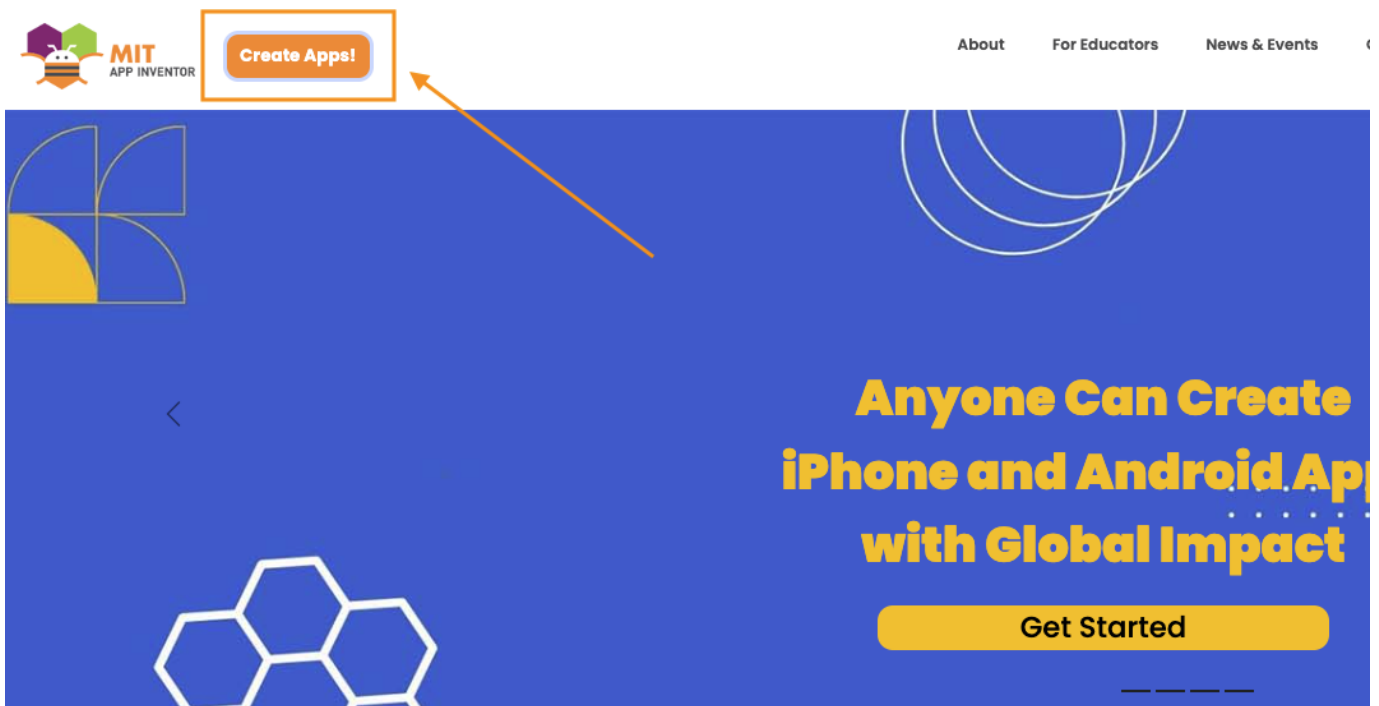 MIT
APP INVENTOR
Create Apps!
About
For Educators
News & Events
Anyone Can Create
iPhone and Android App
with Global Impact
Get Started